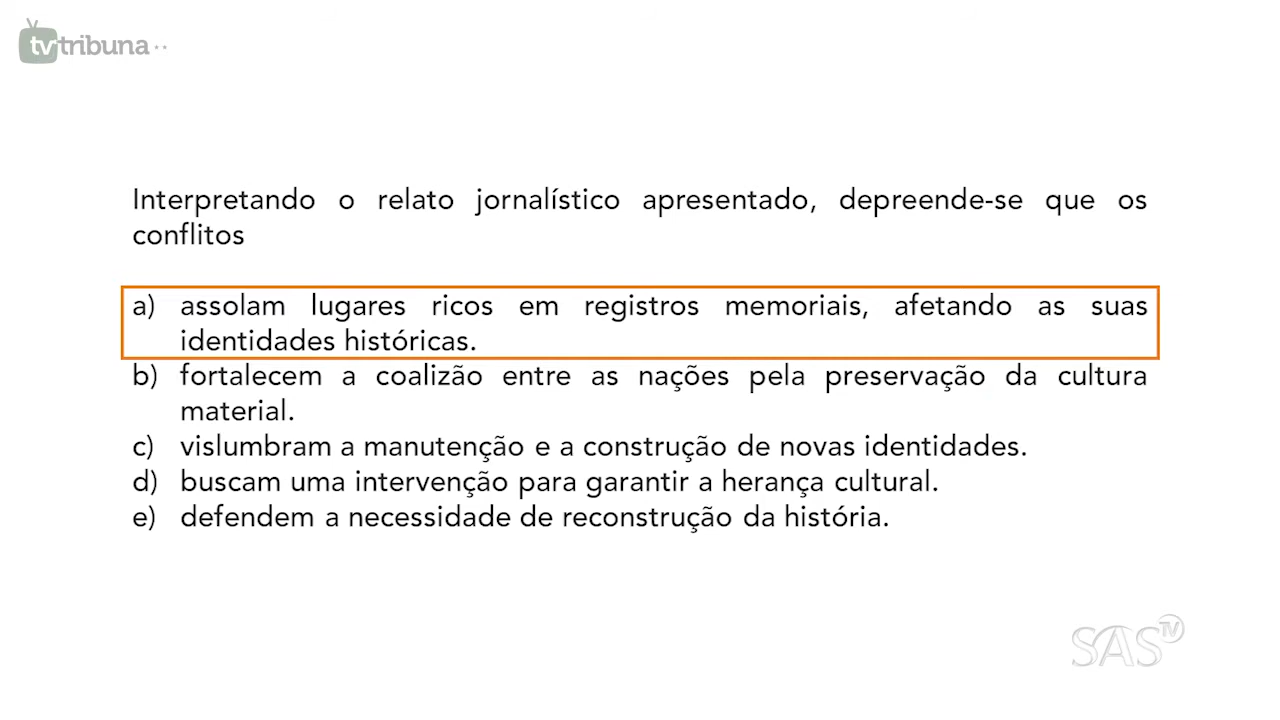 tvtribuna
Interpretando o relato jornalístico apresentado, depreende-se que os
conflitos
a) assolam lugares ricos em registros memoriais, afetando as suas
identidades históricas.
b) fortalecem a coalizão entre as nações pela preservação da cultura
material.
c) vislumbram a manutenção e a construção de novas identidades.
d) buscam uma intervenção para garantir a herança cultural.
e) defendem a necessidade de reconstrução da história.
SAS TV